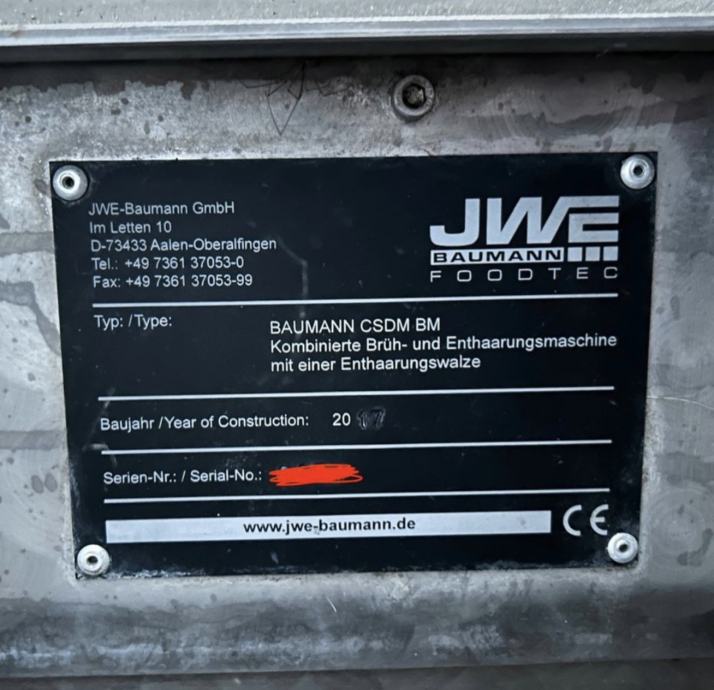 JWE-Baumann GmbH
Im Letten 10
D-73433 Aalen-Oberalfingen
Tel.: +49 7361 37053-0
Fax: +49 7361 37053-99
JWE
BAUMANN
FOODTEC
Typ: /Type:
BAUMANN CSDM BM
Kombinierte Brüh- und Enthaarungsmaschine
mit einer Enthaarungswalze
Baujahr /Year of Construction: 2017
Serien-Nr.: / Serial-No.:
www.jwe-baumann.de
CE